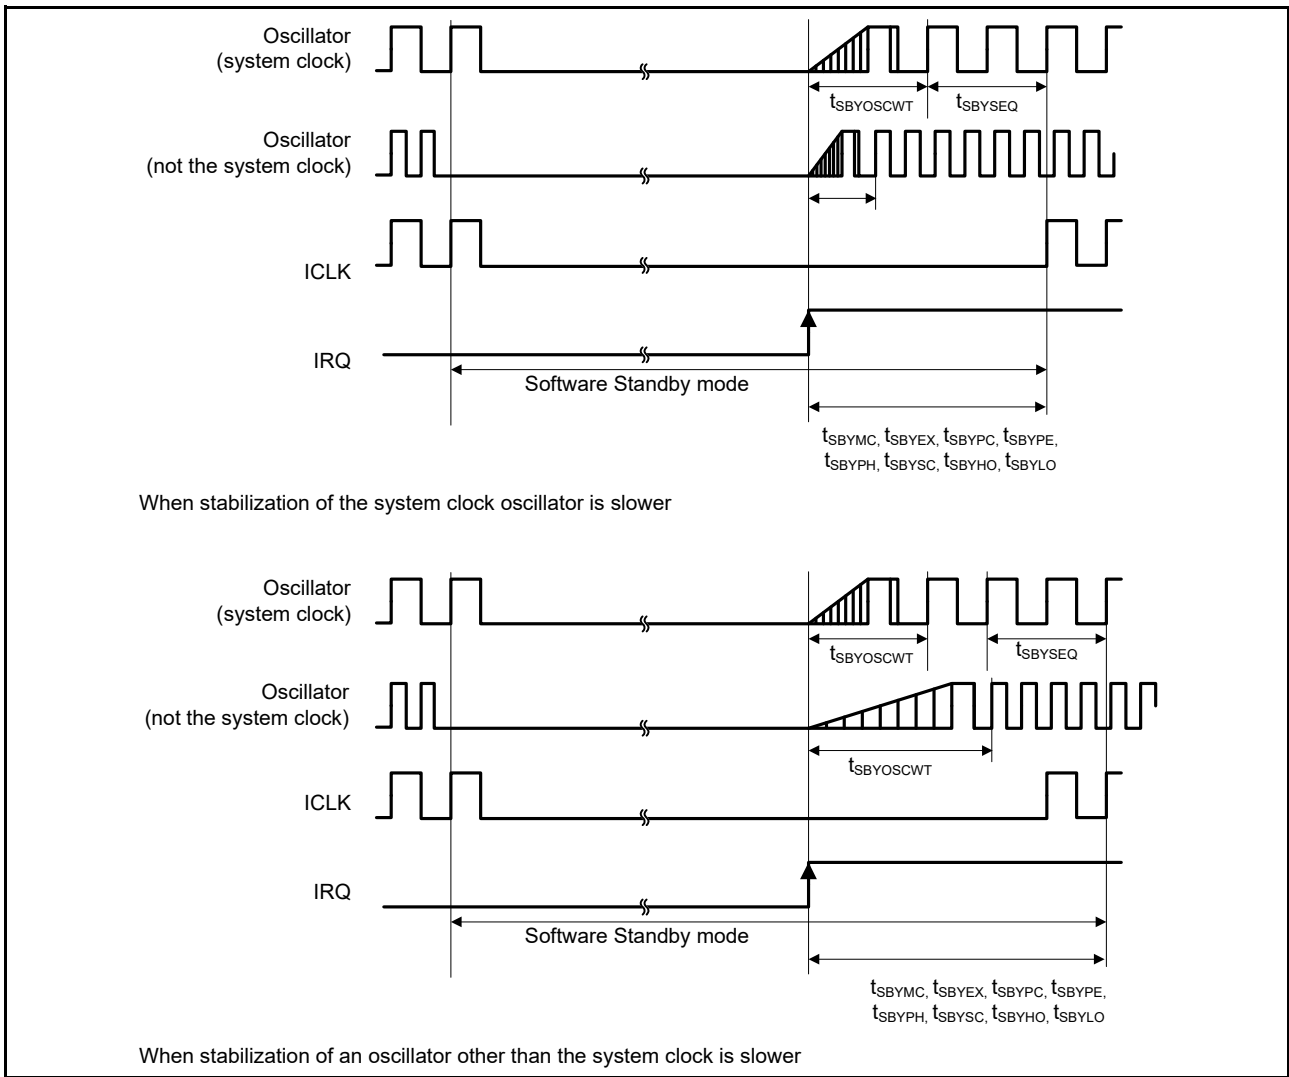 Oscillator
(system clock)
tSBYOSCWT
tSBYSEQ
Oscillator
(not the system clock)
ICLK
IRQ
Software Standby mode
tSBYMC, tSBYEX, tSBYPC, tSBYPE,
tSBYPH, tSBYSC, tSBYHO, tSBYLO
When stabilization of the system clock oscillator is slower
Oscillator
(system clock)
tSBYOSCWT
tSBYSEQ
Oscillator
(not the system clock)
tSBYOSCWT
ICLK
IRQ
Software Standby mode
tSBYMC, tSBYEX, tSBYPC, tSBYPE,
tSBYPH, tSBYSC, tSBYHO, tSBYLO
When stabilization of an oscillator other than the system clock is slower